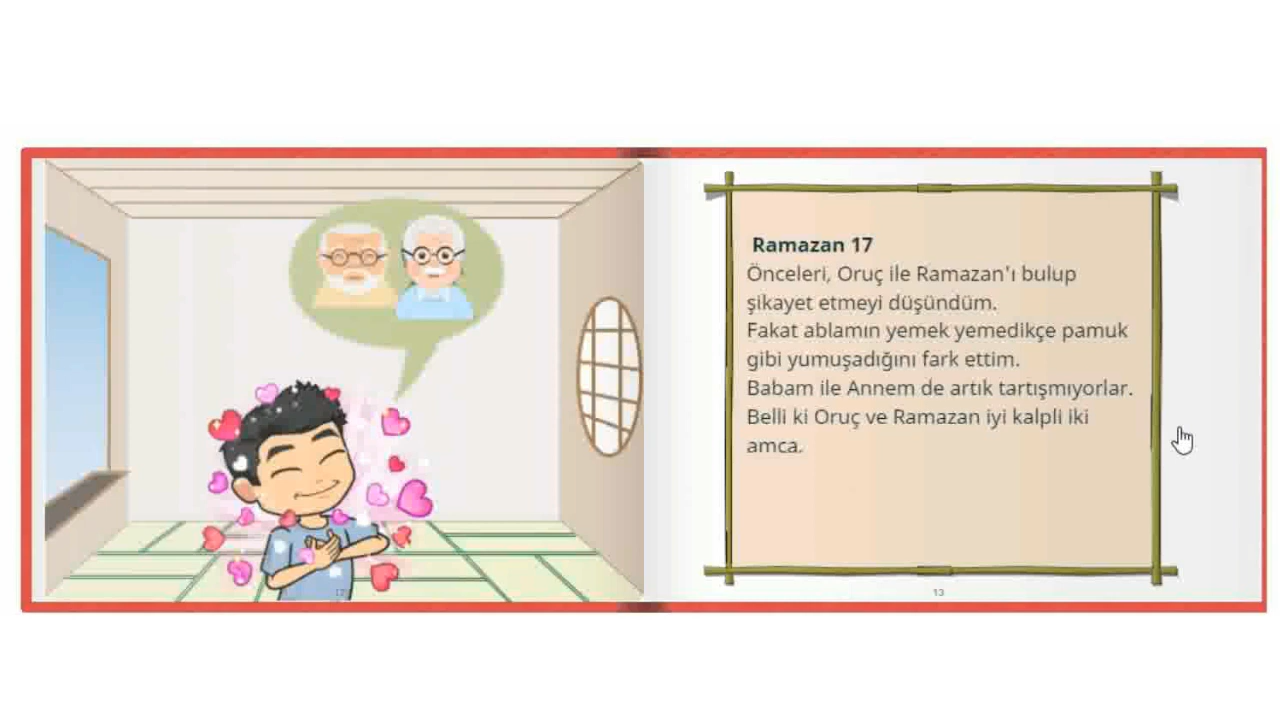 Ramazan 17
Önceleri, Oruç ile Ramazan'ı bulup
şikayet etmeyi düşündüm.
Fakat ablamın yemek yemedikçe pamuk
gibi yumuşadığını fark ettim.
Babam ile Annem de artık tartışmıyorlar.
Belli ki Oruç ve Ramazan iyi kalpli iki
amca.
13